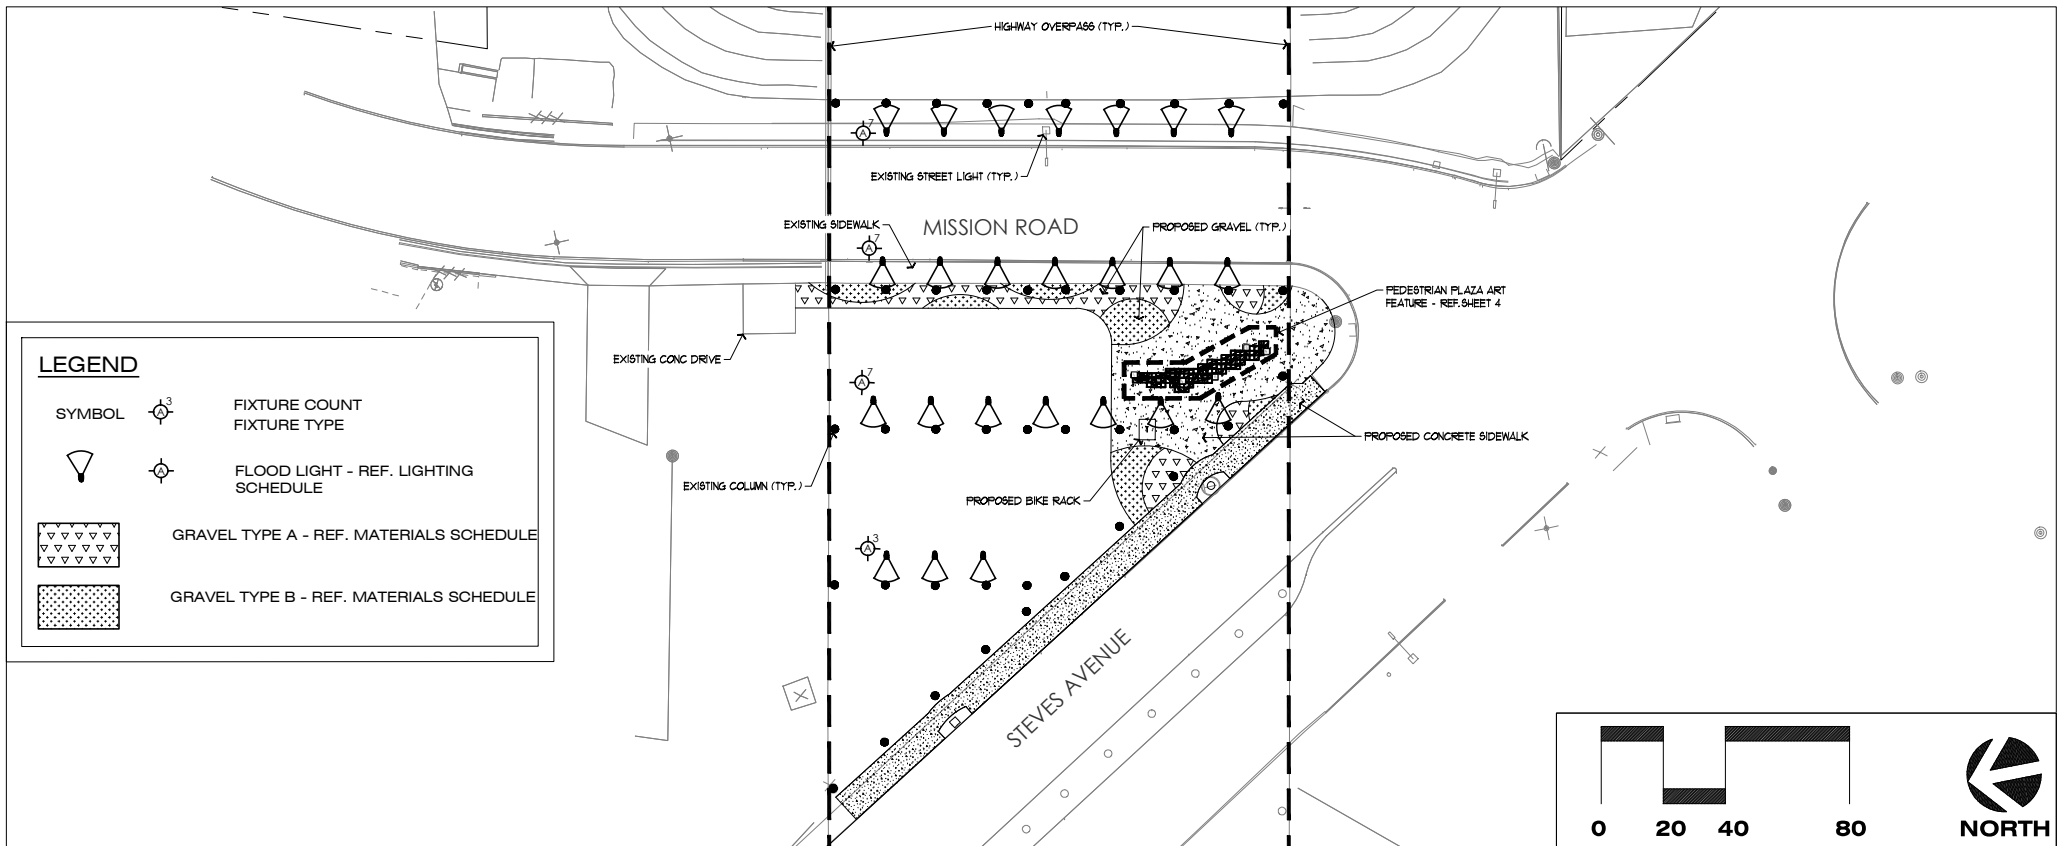 HIGHWAY OVERPASS (TYP.)
A 7
EXISTING STREET LIGHT (TYP.)
EXISTING SIDEWALK
MISSION ROAD
PROPOSED GRAVEL (TYP.)
A 7
PEDESTRIAN PLAZA ART
FEATURE - REF.SHEET 4
EXISTING CONC DRIVE
A 7
PROPOSED CONCRETE SIDEWALK
EXISTING COLUMN (TYP.)
PROPOSED BIKE RACK
A 3
STEVES AVENUE
LEGEND
SYMBOL
A 3
FIXTURE COUNT
FIXTURE TYPE
A
FLOOD LIGHT - REF. LIGHTING
SCHEDULE
GRAVEL TYPE A - REF. MATERIALS SCHEDULE
GRAVEL TYPE B - REF. MATERIALS SCHEDULE
0 20 40 80
NORTH